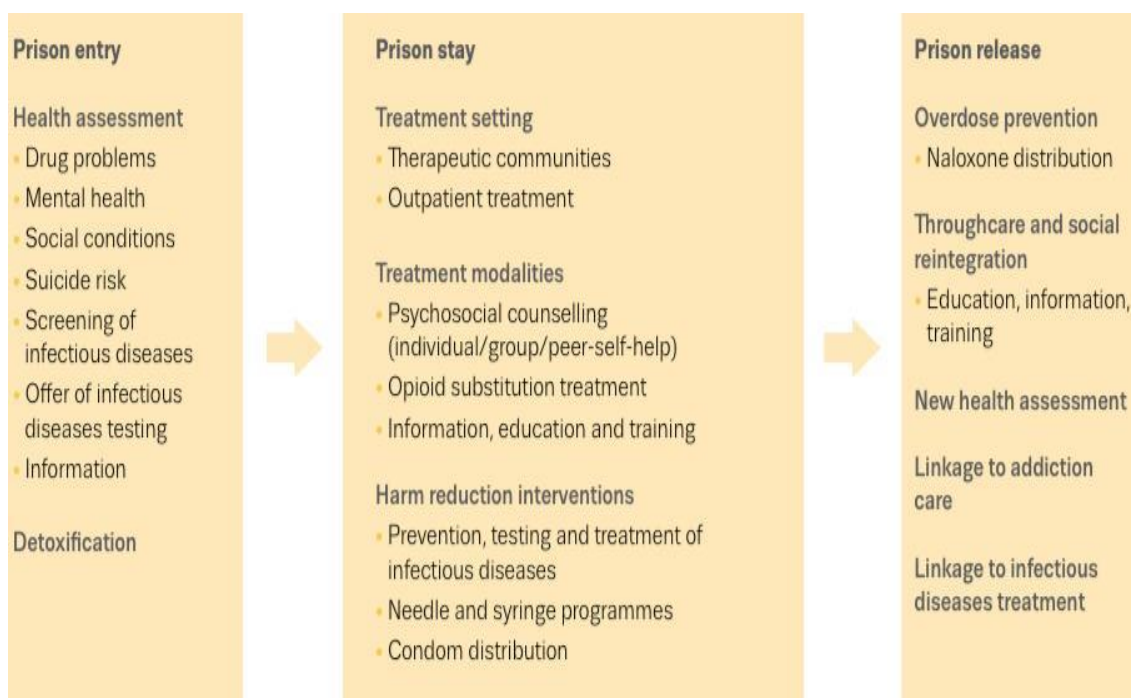 Prison entry
Health assessment
• Drug problems
• Mental health
• Social conditions
• Suicide risk
• Screening of
infectious diseases
• Offer of infectious
diseases testing
• Information
Detoxification
Prison stay
Treatment setting
• Therapeutic communities
• Outpatient treatment
Treatment modalities
• Psychosocial counselling
(individual/group/peer-self-help)
• Opioid substitution treatment
• Information, education and training
Harm reduction interventions
• Prevention, testing and treatment of
infectious diseases
• Needle and syringe programmes
• Condom distribution
Prison release
Overdose prevention
• Naloxone distribution
Throughcare and social
reintegration
• Education, information,
training
New health assessment
Linkage to addiction
care
Linkage to infectious
diseases treatment